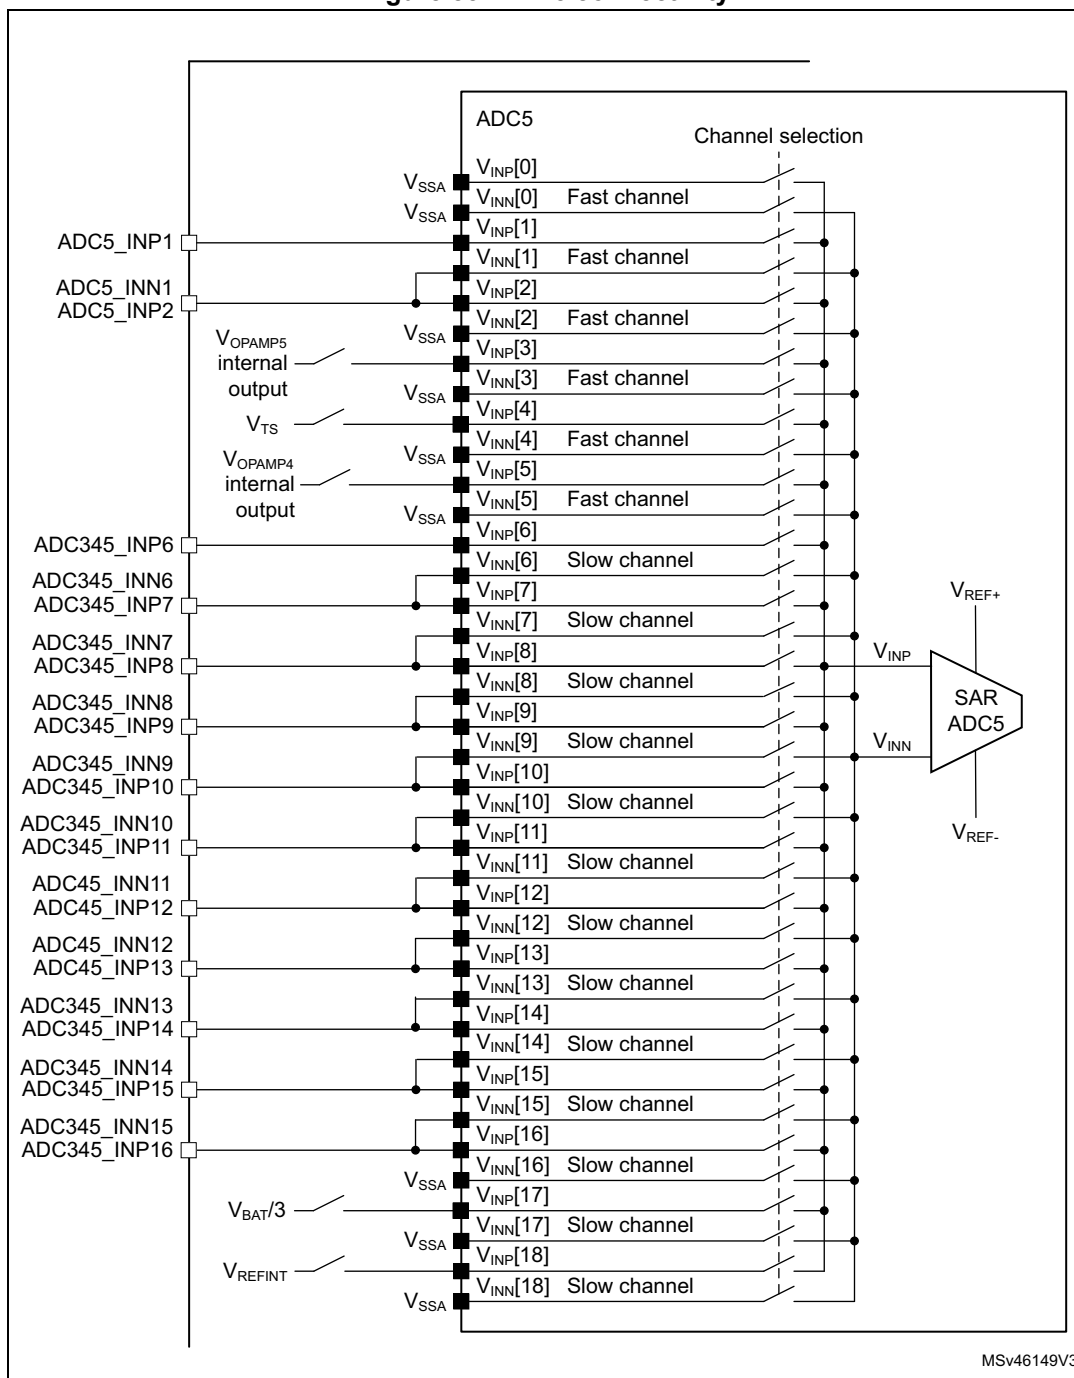 ADC5
Channel selection
VSSA VINP[0]
VSSA VINN[0] Fast channel
ADC5_INP1 VINP[1]
VINN[1] Fast channel
ADC5_INN1
ADC5_INP2 VINP[2]
VSSA VINN[2] Fast channel
VOPAMP5
internal
output
VINP[3]
VSSA VINN[3] Fast channel
VTS VINP[4]
VSSA VINN[4] Fast channel
VOPAMP4
internal
output
VINP[5]
VSSA VINN[5] Fast channel
ADC345_INP6 VINP[6]
VINN[6] Slow channel
ADC345_INN6
ADC345_INP7 VINP[7]
VINN[7] Slow channel
ADC345_INN7
ADC345_INP8 VINP[8]
VINN[8] Slow channel
ADC345_INN8
ADC345_INP9 VINP[9]
VINN[9] Slow channel
ADC345_INN9
ADC345_INP10 VINP[10]
VINN[10] Slow channel
ADC345_INN10
ADC345_INP11 VINP[11]
VINN[11] Slow channel
ADC45_INN11
ADC45_INP12 VINP[12]
VINN[12] Slow channel
ADC45_INN12
ADC45_INP13 VINP[13]
VINN[13] Slow channel
ADC345_INN13
ADC345_INP14 VINP[14]
VINN[14] Slow channel
ADC345_INN14
ADC345_INP15 VINP[15]
VINN[15] Slow channel
ADC345_INN15
ADC345_INP16 VINP[16]
VSSA VINN[16] Slow channel
VBAT/3 VINP[17]
VSSA VINN[17] Slow channel
VREFINT VINP[18]
VSSA VINN[18] Slow channel
VREF+
VINP
SAR
ADC5
VINN
VREF-
MSv46149V3